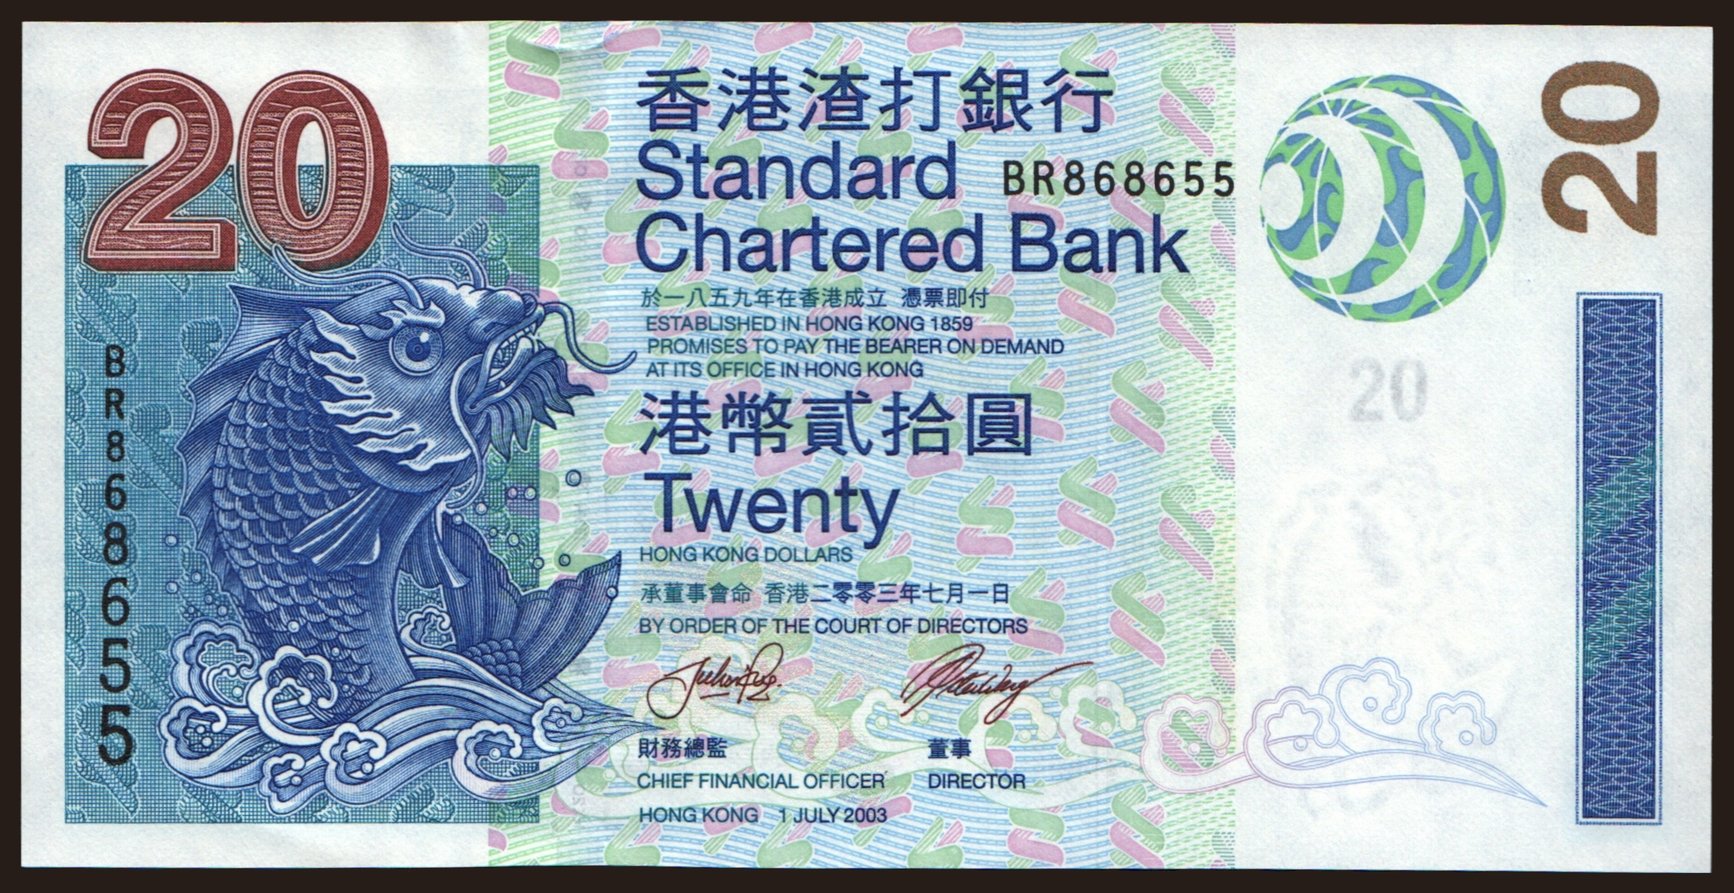 20
香港渣打銀行
Standard
Chartered Bank
BR868655
20
於一八五九年在香港成立 憑票即付
ESTABLISHED IN HONG KONG 1859
PROMISES TO PAY THE BEARER ON DEMAND
AT ITS OFFICE IN HONG KONG
BR868655
20
港幣貳拾圓
Twenty
HONG KONG DOLLARS
承董事會命 香港二零零三年七月一日
BY ORDER OF THE COURT OF DIRECTORS
財務總監 董事
CHIEF FINANCIAL OFFICER DIRECTOR
HONG KONG 1 JULY 2003